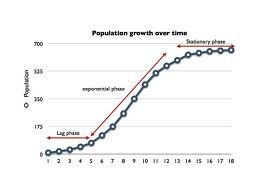 Population growth over time
Stationary phase
700
525
350
175
0
Population
exponential phase
Lag phase
1 2 3 4 5 6 7 8 9 10 11 12 13 14 15 16 17 18